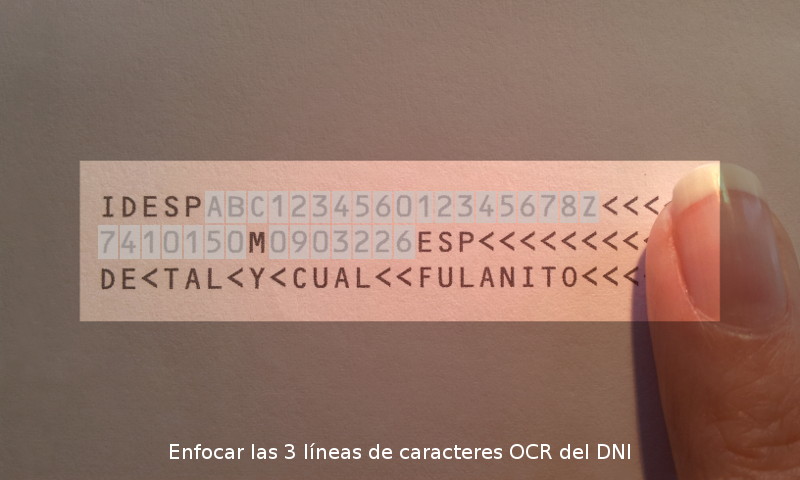 IDESPABC123456012345678Z<<<
7410150M0903226ESP<<<<<<<<
DE<TAL<Y<CUAL<<FULANITO<<<
Enfocar las 3 líneas de caracteres OCR del DNI